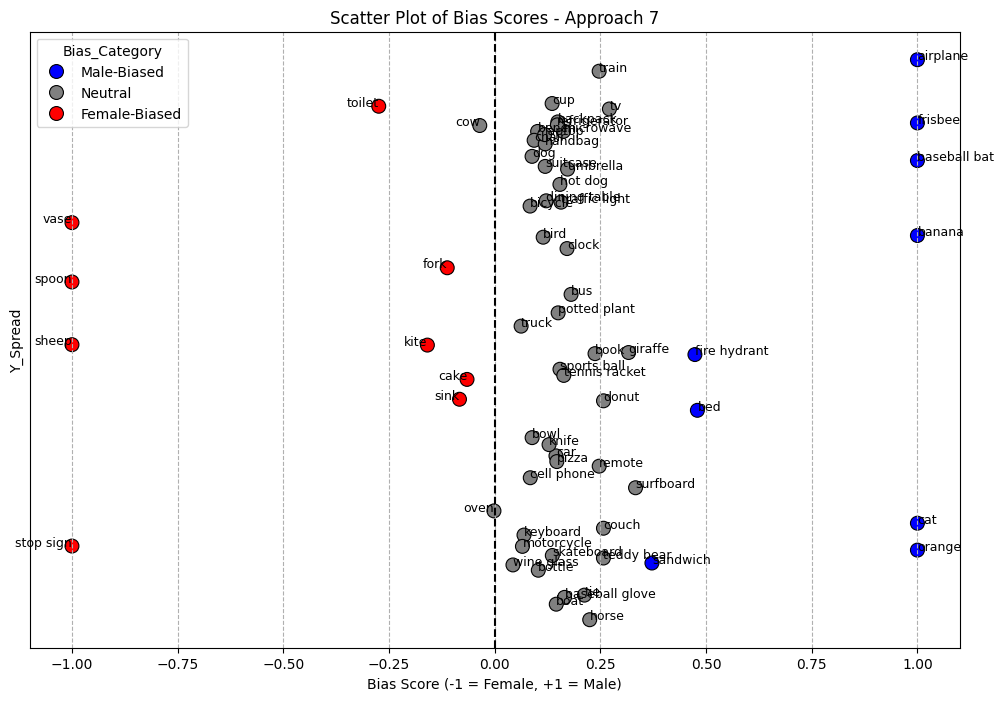 Scatter Plot of Bias Scores - Approach 7
Bias_Category
Male-Biased
Neutral
Female-Biased
airplane
train
toilet
cup
tv
cow
backpack
refrigerator
frisbee
microwave
handbag
dog
baseball bat
suitcase
umbrella
hot dog
dining table
traffic light
bicycle
vase
bird
banana
clock
fork
spoon
bus
potted plant
truck
sheep
kite
book
giraffe
fire hydrant
sports ball
tennis racket
cake
sink
donut
bed
bowl
knife
car
pizza
remote
cell phone
surfboard
oven
keyboard
couch
cat
stop sign
motorcycle
orange
skateboard
teddy bear
sandwich
wine glass
bottle
baseball glove
tie
boat
horse
Y_Spread
−1.00
−0.75
−0.50
−0.25
0.00
0.25
0.50
0.75
1.00
Bias Score (-1 = Female, +1 = Male)